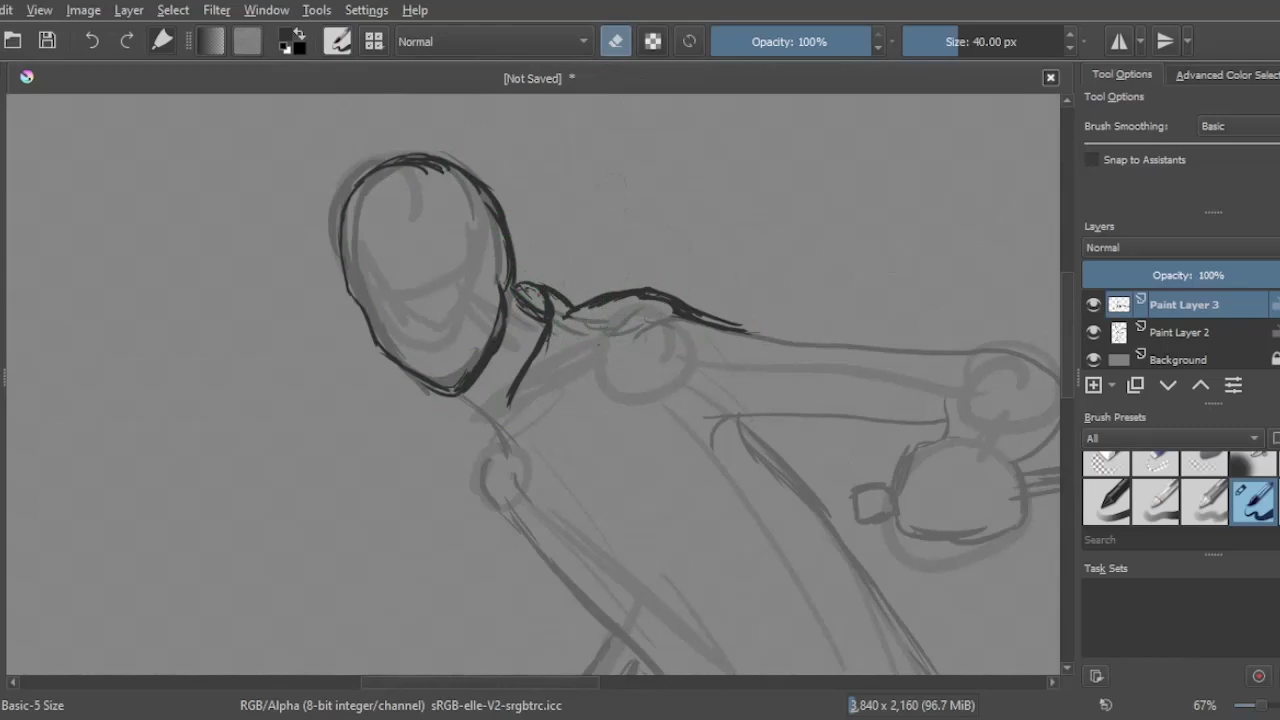 dit View Image Layer Select Filter Window Tools Settings Help
Normal Opacity: 100% Size: 40.00 px
[Not Saved] *
Tool Options Advanced Color Select
Tool Options
Brush Smoothing: Basic
Snap to Assistants
Layers
Normal
Opacity: 100%
Paint Layer 3
Paint Layer 2
Background
Brush Presets
All
Search
Task Sets
Basic-5 Size RGB/Alpha (8-bit integer/channel) sRGB-elle-V2-srgbtrc.icc 3,840 x 2,160 (96.7 MiB) 67%